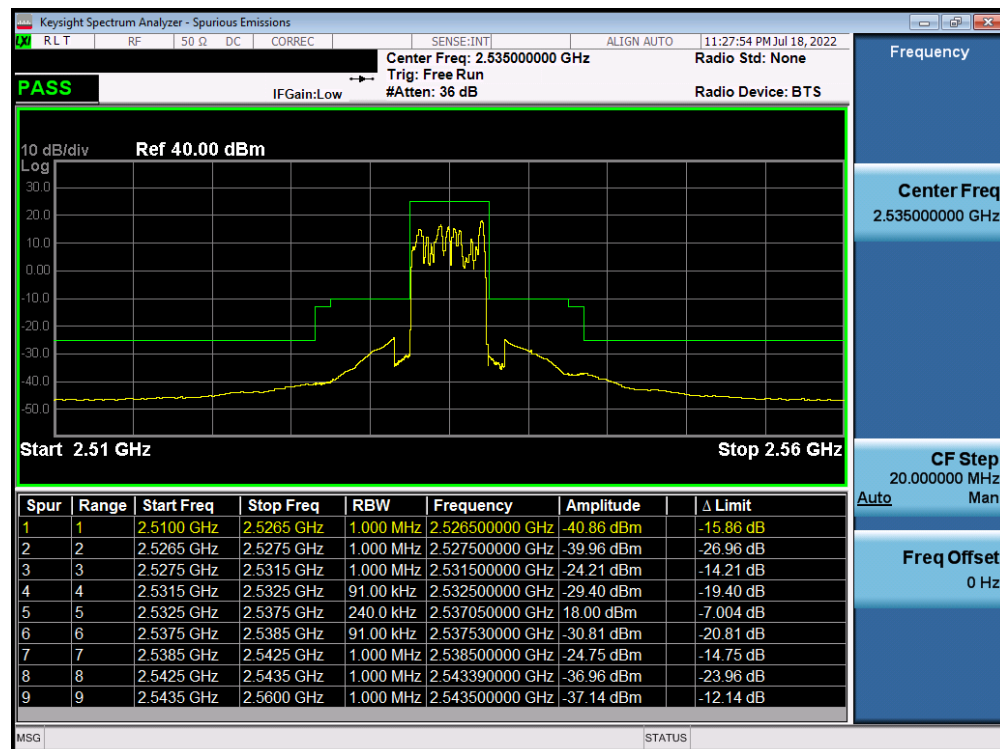 Keysight Spectrum Analyzer - Spurious Emissions
LXI RLT RF 50 Ω DC CORREC SENSE:INT ALIGN AUTO 11:27:54 PM Jul 18, 2022
Center Freq: 2.535000000 GHz Radio Std: None
Trig: Free Run
PASS IFGain:Low #Atten: 36 dB Radio Device: BTS
10 dB/div Ref 40.00 dBm
Log
30.0
20.0
10.0
0.00
-10.0
-20.0
-30.0
-40.0
-50.0
Start 2.51 GHz Stop 2.56 GHz
Spur Range Start Freq Stop Freq RBW Frequency Amplitude Δ Limit
1 1 2.5100 GHz 2.5265 GHz 1.000 MHz 2.526500000 GHz -40.86 dBm -15.86 dB
2 2 2.5265 GHz 2.5275 GHz 1.000 MHz 2.527500000 GHz -39.96 dBm -26.96 dB
3 3 2.5275 GHz 2.5315 GHz 1.000 MHz 2.531500000 GHz -24.21 dBm -14.21 dB
4 4 2.5315 GHz 2.5325 GHz 91.00 kHz 2.532500000 GHz -29.40 dBm -19.40 dB
5 5 2.5325 GHz 2.5375 GHz 240.0 kHz 2.537050000 GHz 18.00 dBm -7.004 dB
6 6 2.5375 GHz 2.5385 GHz 91.00 kHz 2.537530000 GHz -30.81 dBm -20.81 dB
7 7 2.5385 GHz 2.5425 GHz 1.000 MHz 2.538500000 GHz -24.75 dBm -14.75 dB
8 8 2.5425 GHz 2.5435 GHz 1.000 MHz 2.543390000 GHz -36.96 dBm -23.96 dB
9 9 2.5435 GHz 2.5600 GHz 1.000 MHz 2.543500000 GHz -37.14 dBm -12.14 dB
MSG STATUS
Frequency
Center Freq
2.535000000 GHz
CF Step
20.000000 MHz
Auto Man
Freq Offset
0 Hz